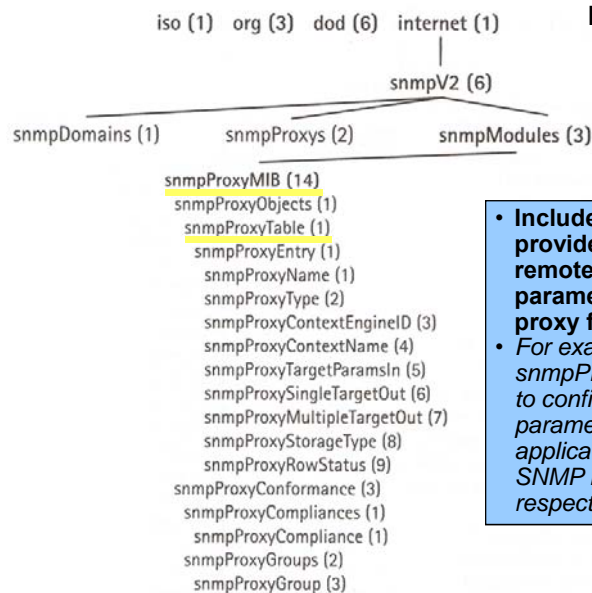 iso (1) org (3) dod (6) internet (1)
snmpV2 (6)
snmpDomains (1) snmpProxys (2) snmpModules (3)
snmpProxyMIB (14)
snmpProxyObjects (1)
snmpProxyTable (1)
snmpProxyEntry (1)
snmpProxyName (1)
snmpProxyType (2)
snmpProxyContextEngineID (3)
snmpProxyContextName (4)
snmpProxyTargetParamsIn (5)
snmpProxySingleTargetOut (6)
snmpProxyMultipleTargetOut (7)
snmpProxyStorageType (8)
snmpProxyRowStatus (9)
snmpProxyConformance (3)
snmpProxyCompliances (1)
snmpProxyCompliance (1)
snmpProxyGroups (2)
snmpProxyGroup (3)
• Include
provide
remote
parame
proxy f
• For exa
snmpP
to confi
parame
applica
SNMP
respect